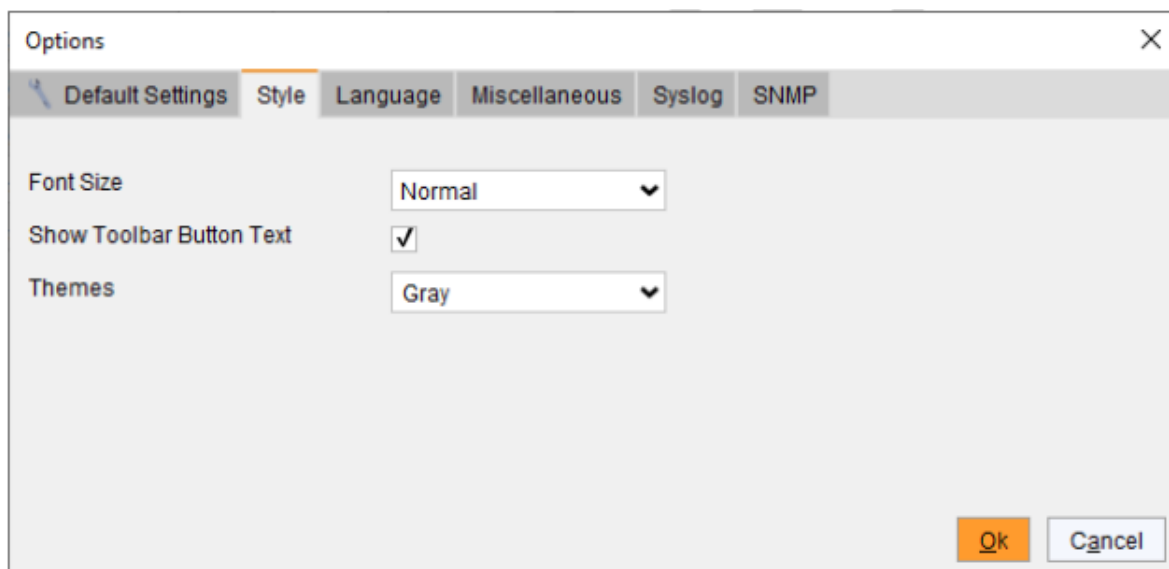 Options
Default Settings Style Language Miscellaneous Syslog SNMP
Font Size Normal
Show Toolbar Button Text
Themes Gray
Ok Cancel